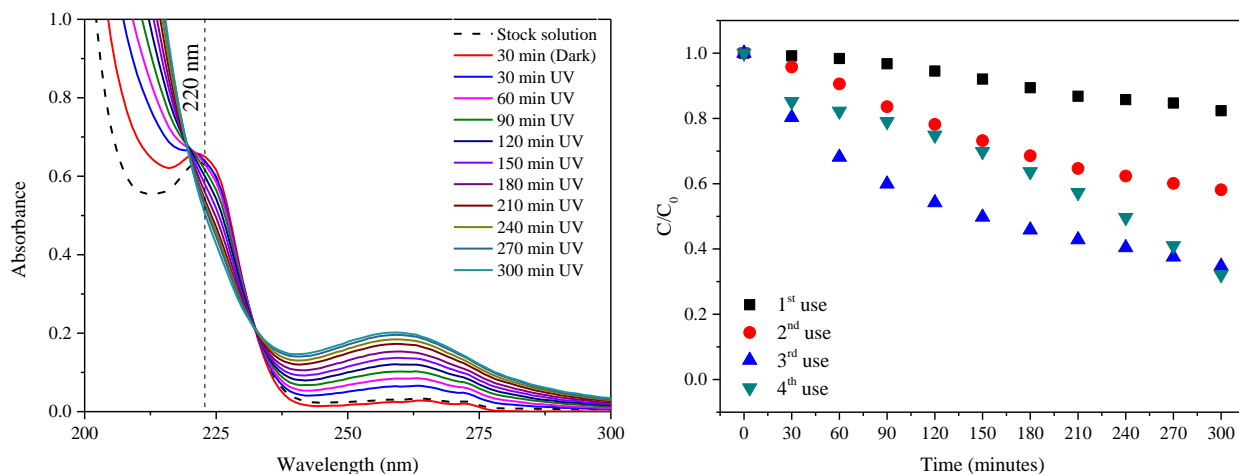 1.0
0.8
0.6
0.4
0.2
0.0
Absorbance
200
225
250
275
300
Wavelength (nm)
220 nm
Stock solution
30 min (Dark)
30 min UV
60 min UV
90 min UV
120 min UV
150 min UV
180 min UV
210 min UV
240 min UV
270 min UV
300 min UV
1.0
0.8
0.6
0.4
0.2
0.0
C/C0
1st use
2nd use
3rd use
4th use
0
30
60
90
120
150
180
210
240
270
300
Time (minutes)